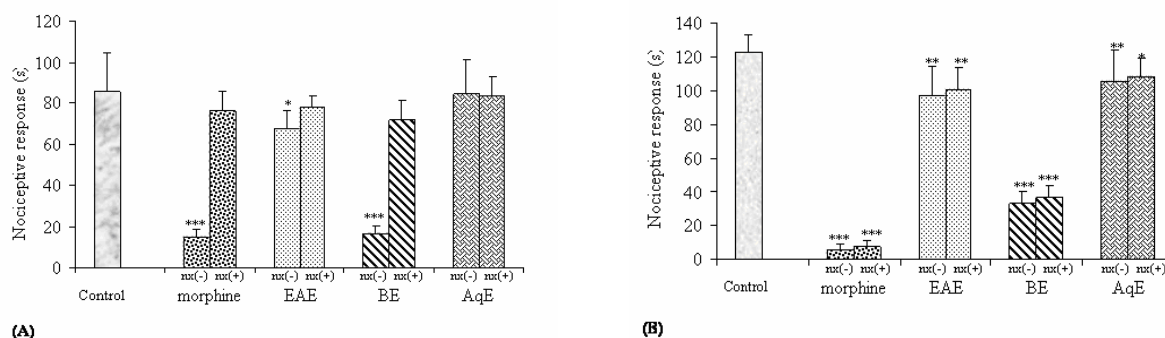 Nociceptive response (s)
120
100
80
60
40
20
0
*
***
***
nx(-) nx(+) nx(-) nx(+) nx(-) nx(+) nx(-) nx(+)
Control morphine EAE BE AqE
(A)
Nociceptive response (s)
140
120
100
80
60
40
20
0
** *
** **
*** ***
*** ***
nx(-) nx(+) nx(-) nx(+) nx(-) nx(+) nx(-) nx(+)
Control morphine EAE BE AqE
(B)